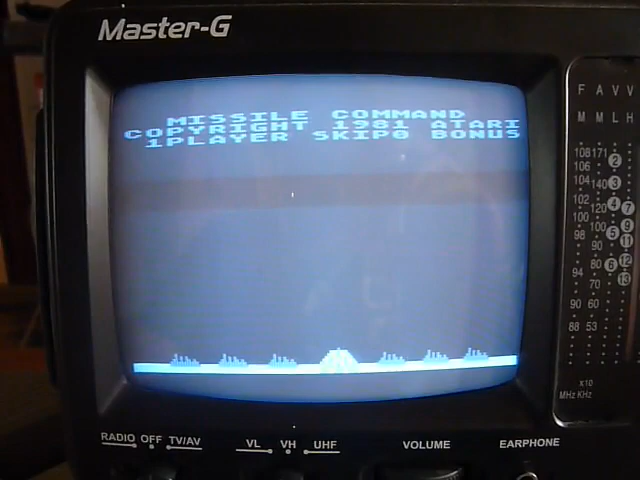 Master-G
MISSILE COMMAND
COPYRIGHT 1981 ATARI
1PLAYER SKIP0 BONUS
F A V V
M M L H
108 171 2
106
104 140 3
102
100 120 4 7
98 100 5 9
90 11
94 80 6 12
70 13
90 60
88 53
x10
MHz KHz
RADIO OFF TV/AV
VL VH UHF
VOLUME
EARPHONE